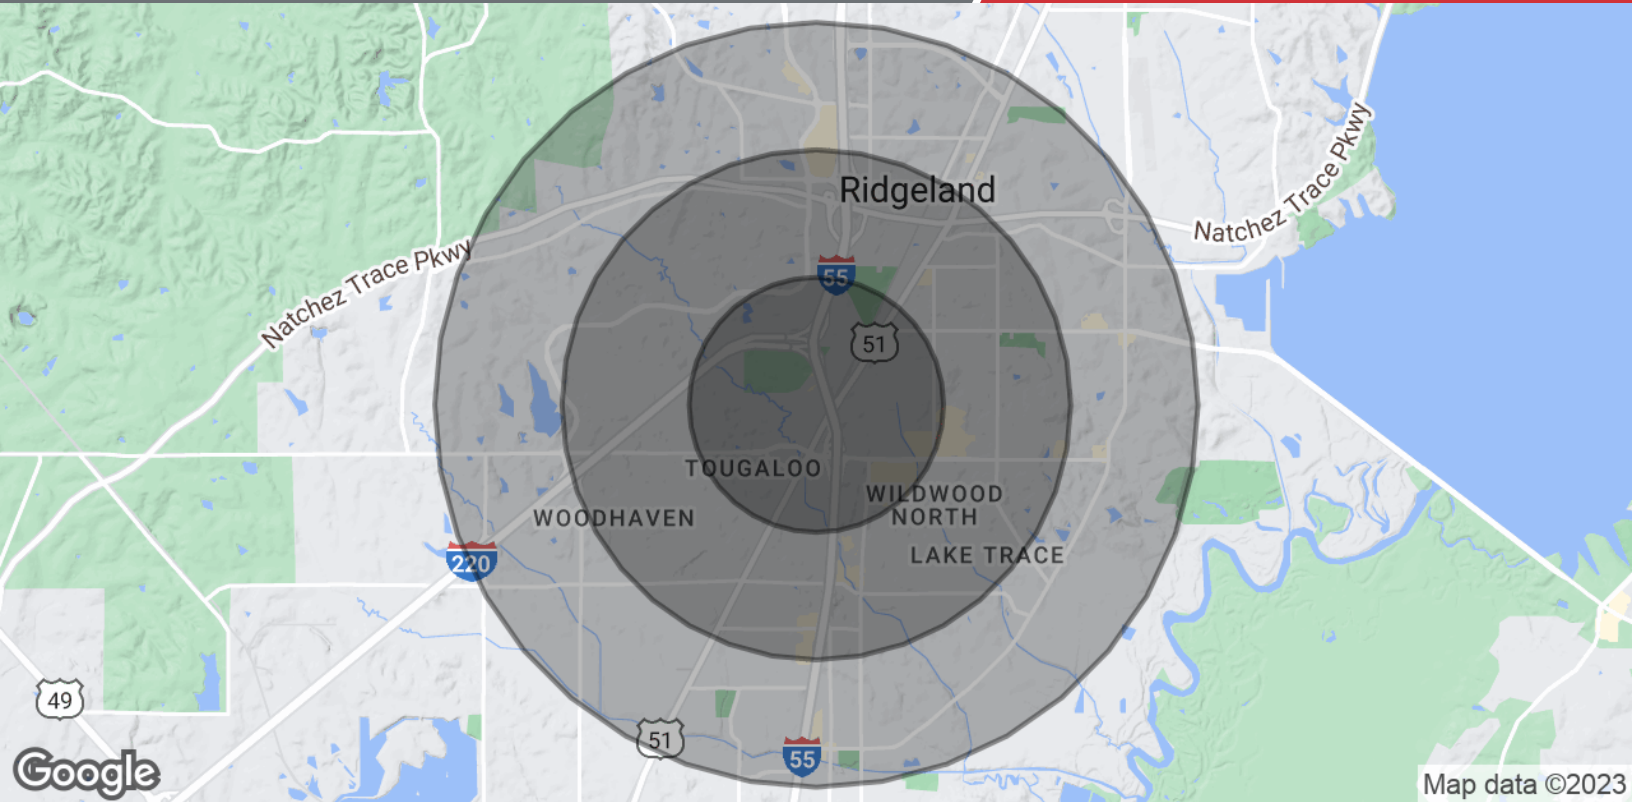 Ridgeland
Natchez Trace Pkwy
Natchez Trace Pkwy
55
51
TOUGALOO
WILDWOOD
NORTH
WOODHAVEN
LAKE TRACE
220
49
51
55
Google
Map data ©2023